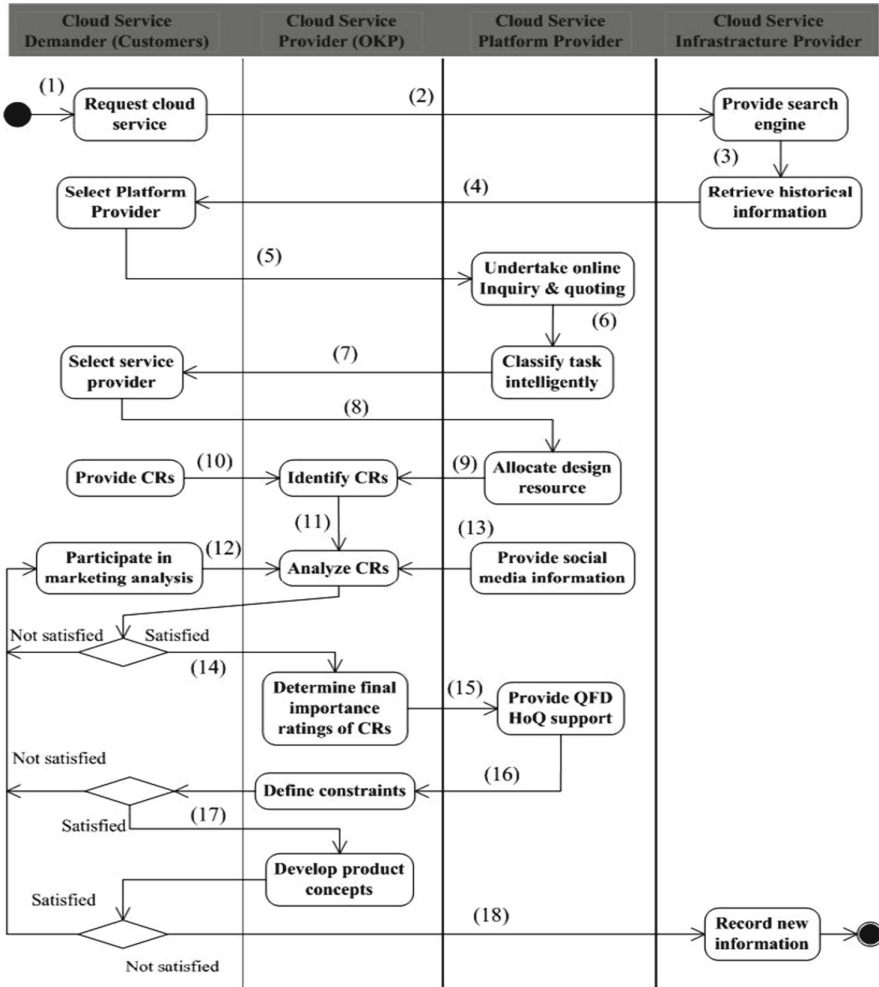 Cloud Service
Demander (Customers)
Cloud Service
Provider (OKP)
Cloud Service
Platform Provider
Cloud Service
Infrastracture Provider
(1)
Request cloud
service
(2)
Provide search
engine
(3)
Select Platform
Provider
(4)
Retrieve historical
information
(5)
Undertake online
Inquiry & quoting
(6)
Select service
provider
(7)
Classify task
intelligently
(8)
Provide CRs
(10)
Identify CRs
(9)
Allocate design
resource
(11)
(13)
Participate in
marketing analysis
(12)
Analyze CRs
Provide social
media information
Not satisfied
Satisfied
(14)
Determine final
importance
ratings of CRs
(15)
Provide QFD
HoQ support
Not satisfied
(16)
Define constraints
(17)
Satisfied
Develop product
concepts
Satisfied
(18)
Record new
information
Not satisfied